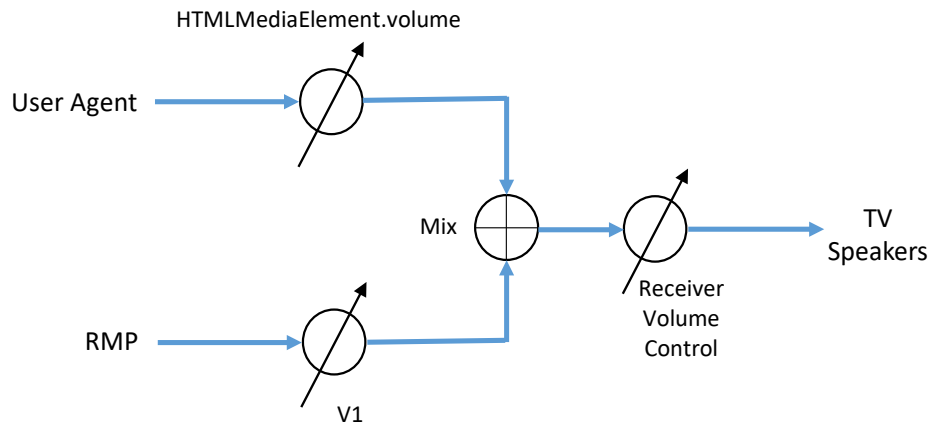 HTMLMediaElement.volume
User Agent
Mix
TV
Speakers
Receiver
Volume
Control
RMP
V1